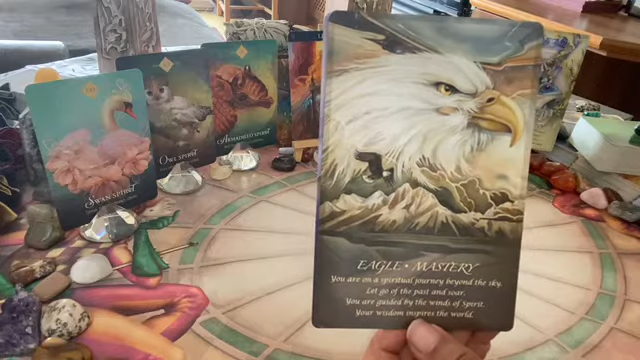 SWAN SPIRIT
OWL SPIRIT
ARMADILLO SPIRIT
EAGLE • MASTERY
You are on a spiritual journey beyond the sky.
Let go of the past and soar.
You are guided by the winds of Spirit.
Your wisdom inspires the world.